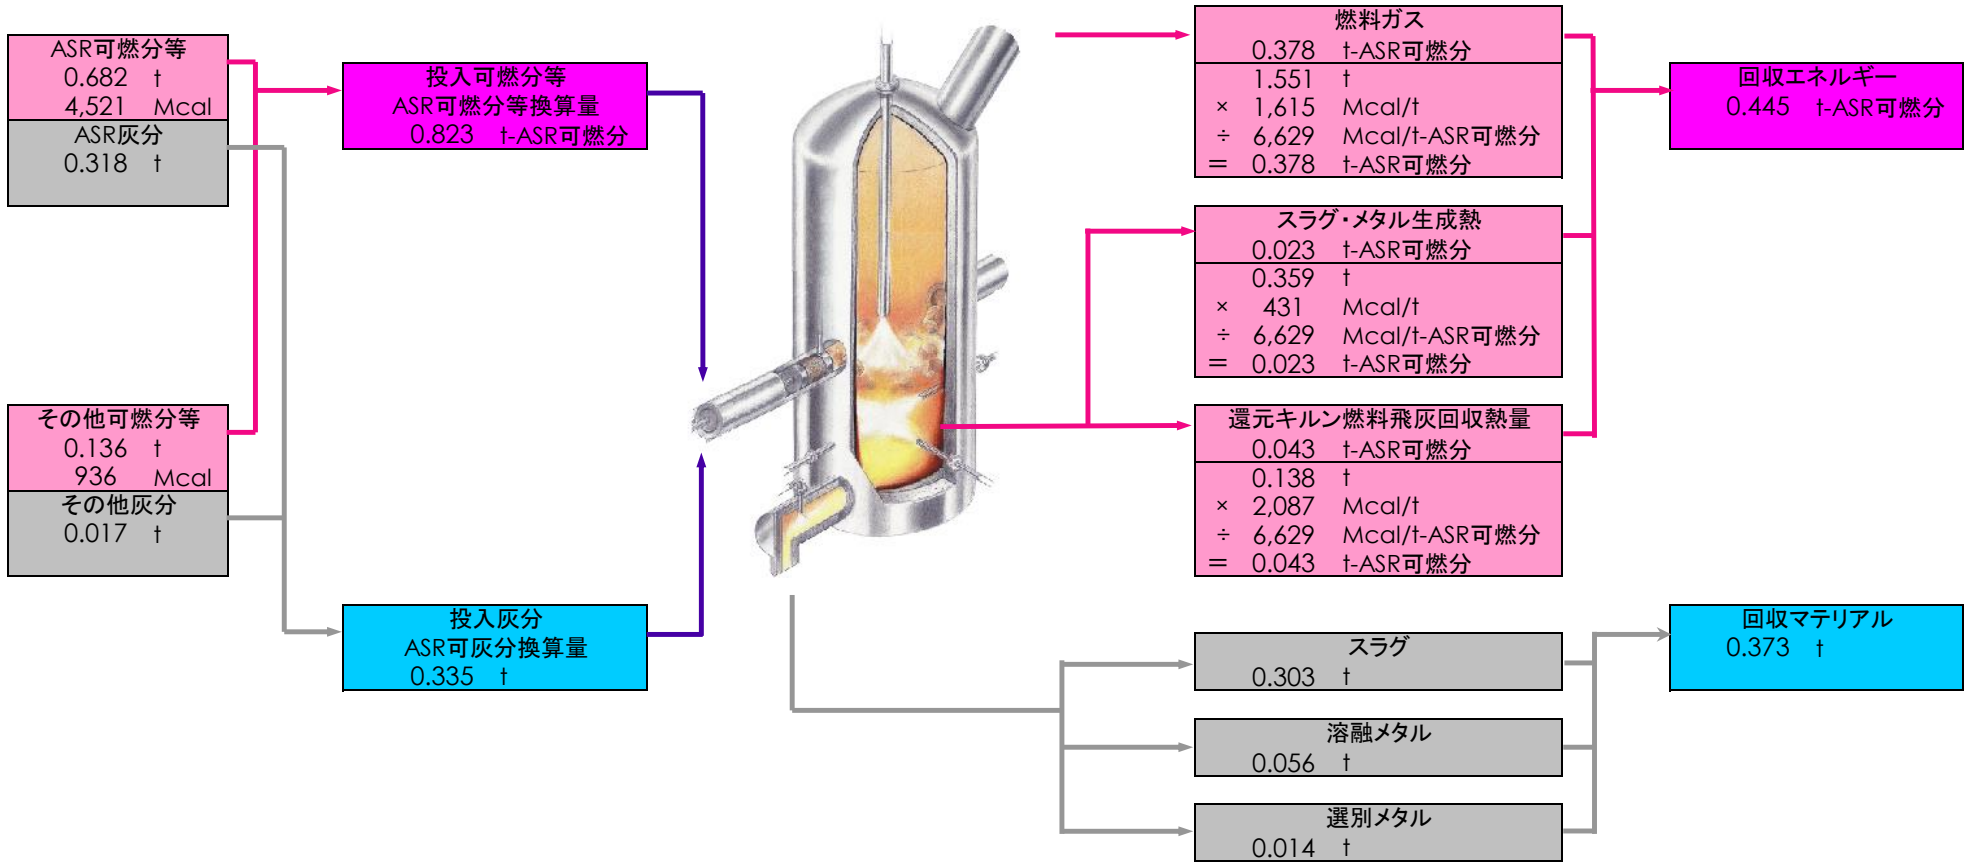 ASR可燃分等
0.682 t
4,521 Mcal
ASR灰分
0.318 t
その他可燃分等
0.136 t
936 Mcal
その他灰分
0.017 t
投入可燃分等
ASR可燃分等換算量
0.823 t-ASR可燃分
投入灰分
ASR可灰分換算量
0.335 t
燃料ガス
0.378 t-ASR可燃分
1.551 t
× 1,615 Mcal/t
÷ 6,629 Mcal/t-ASR可燃分
＝ 0.378 t-ASR可燃分
スラグ・メタル生成熱
0.023 t-ASR可燃分
0.359 t
× 431 Mcal/t
÷ 6,629 Mcal/t-ASR可燃分
＝ 0.023 t-ASR可燃分
還元キルン燃料飛灰回収熱量
0.043 t-ASR可燃分
0.138 t
× 2,087 Mcal/t
÷ 6,629 Mcal/t-ASR可燃分
＝ 0.043 t-ASR可燃分
スラグ
0.303 t
溶融メタル
0.056 t
選別メタル
0.014 t
回収エネルギー
0.445 t-ASR可燃分
回収マテリアル
0.373 t